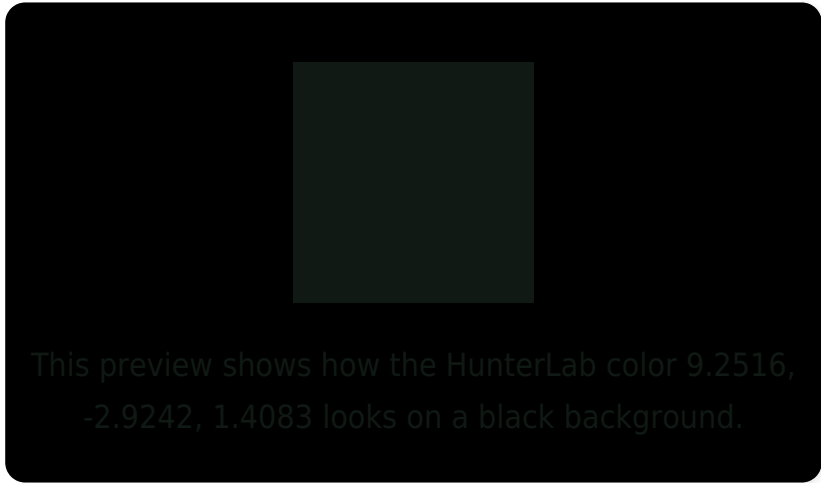 This preview shows how the HunterLab color 9.2516,
-2.9242, 1.4083 looks on a black background.